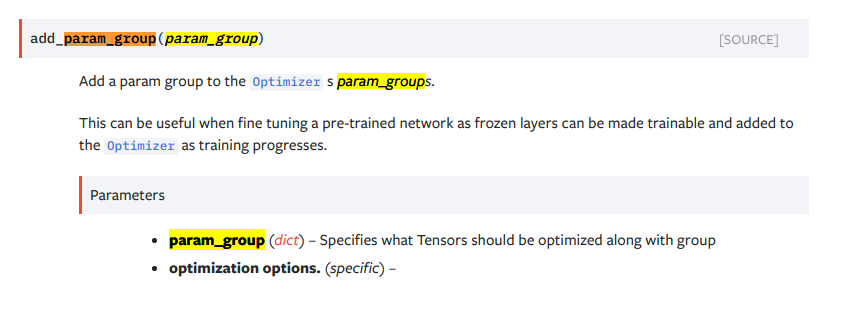 add_param_group(param_group) [SOURCE]
Add a param group to the Optimizer s param_groups.
This can be useful when fine tuning a pre-trained network as frozen layers can be made trainable and added to
the Optimizer as training progresses.
Parameters
• param_group (dict) – Specifies what Tensors should be optimized along with group
• optimization options. (specific) –